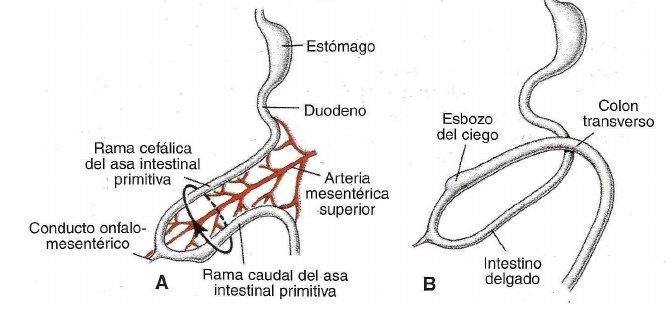 Estómago
Duodeno
Rama cefálica
del asa intestinal
primitiva
Arteria
mesentérica
superior
Conducto onfalo-
mesentérico
Rama caudal del asa
intestinal primitiva
A
Esbozo
del ciego
Colon
transverso
Intestino
delgado
B